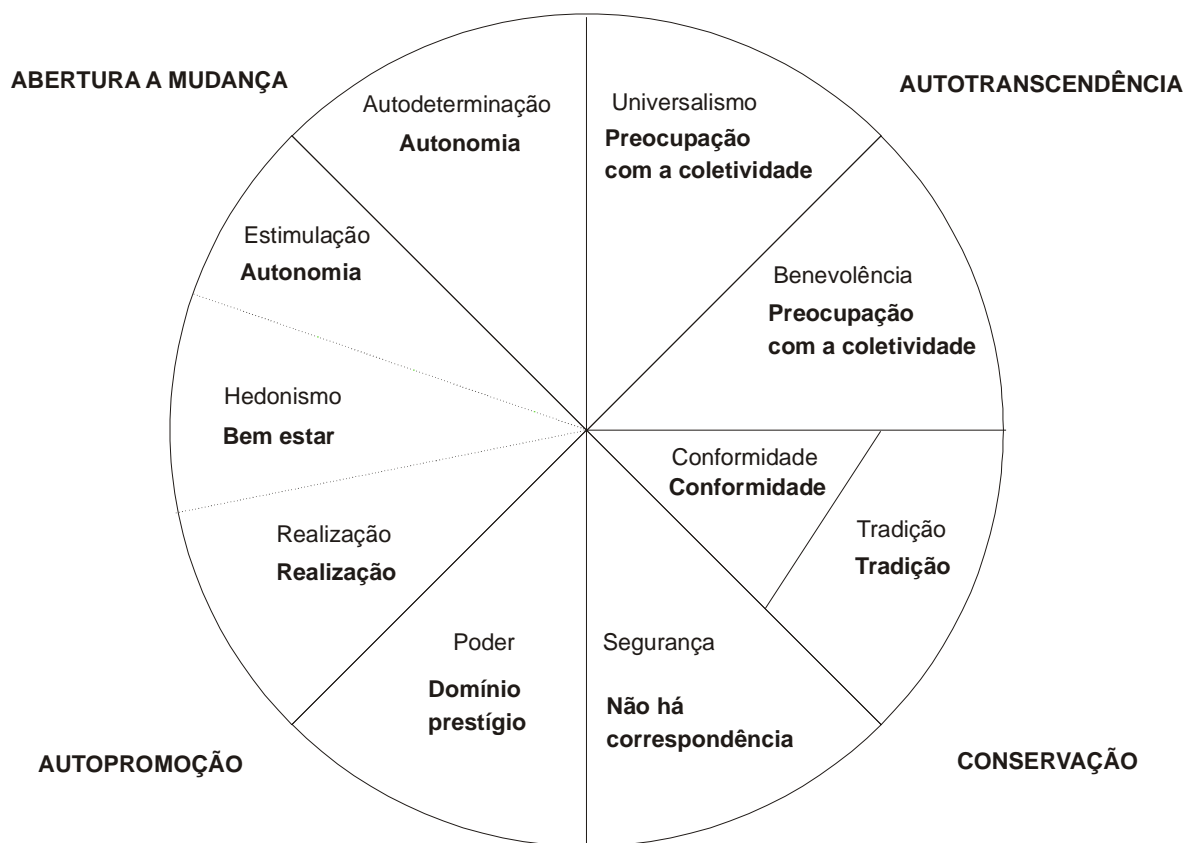 ABERTURA A MUDANÇA
AUTOTRANSCENDÊNCIA
Autodeterminação
Autonomia
Universalismo
Preocupação
com a coletividade
Estimulação
Autonomia
Benevolência
Preocupação
com a coletividade
Hedonismo
Bem estar
Conformidade
Conformidade
Realização
Realização
Tradição
Tradição
Poder
Domínio
prestígio
Segurança
Não há
correspondência
AUTOPROMOÇÃO
CONSERVAÇÃO